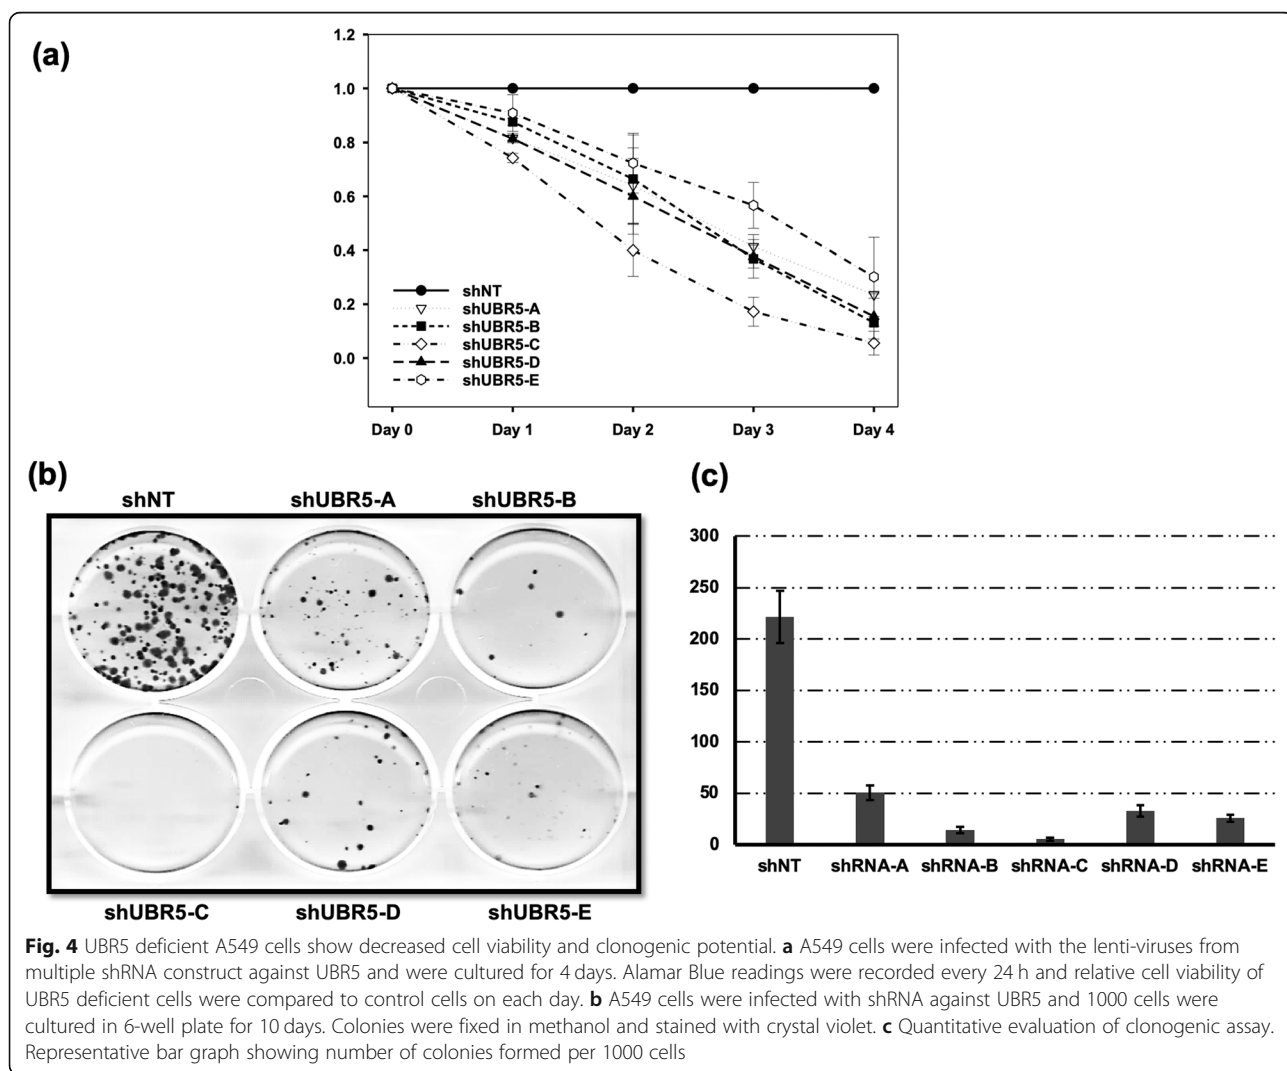 (a)
1.2
1.0
0.8
0.6
0.4
0.2
0.0
shNT
shUBR5-A
shUBR5-B
shUBR5-C
shUBR5-D
shUBR5-E
Day 0 Day 1 Day 2 Day 3 Day 4
(b)
shNT shUBR5-A shUBR5-B
shUBR5-C shUBR5-D shUBR5-E
(c)
300
250
200
150
100
50
0
shNT shRNA-A shRNA-B shRNA-C shRNA-D shRNA-E
Fig. 4 UBR5 deficient A549 cells show decreased cell viability and clonogenic potential. a A549 cells were infected with the lenti-viruses from
multiple shRNA construct against UBR5 and were cultured for 4 days. Alamar Blue readings were recorded every 24 h and relative cell viability of
UBR5 deficient cells were compared to control cells on each day. b A549 cells were infected with shRNA against UBR5 and 1000 cells were
cultured in 6-well plate for 10 days. Colonies were fixed in methanol and stained with crystal violet. c Quantitative evaluation of clonogenic assay.
Representative bar graph showing number of colonies formed per 1000 cells